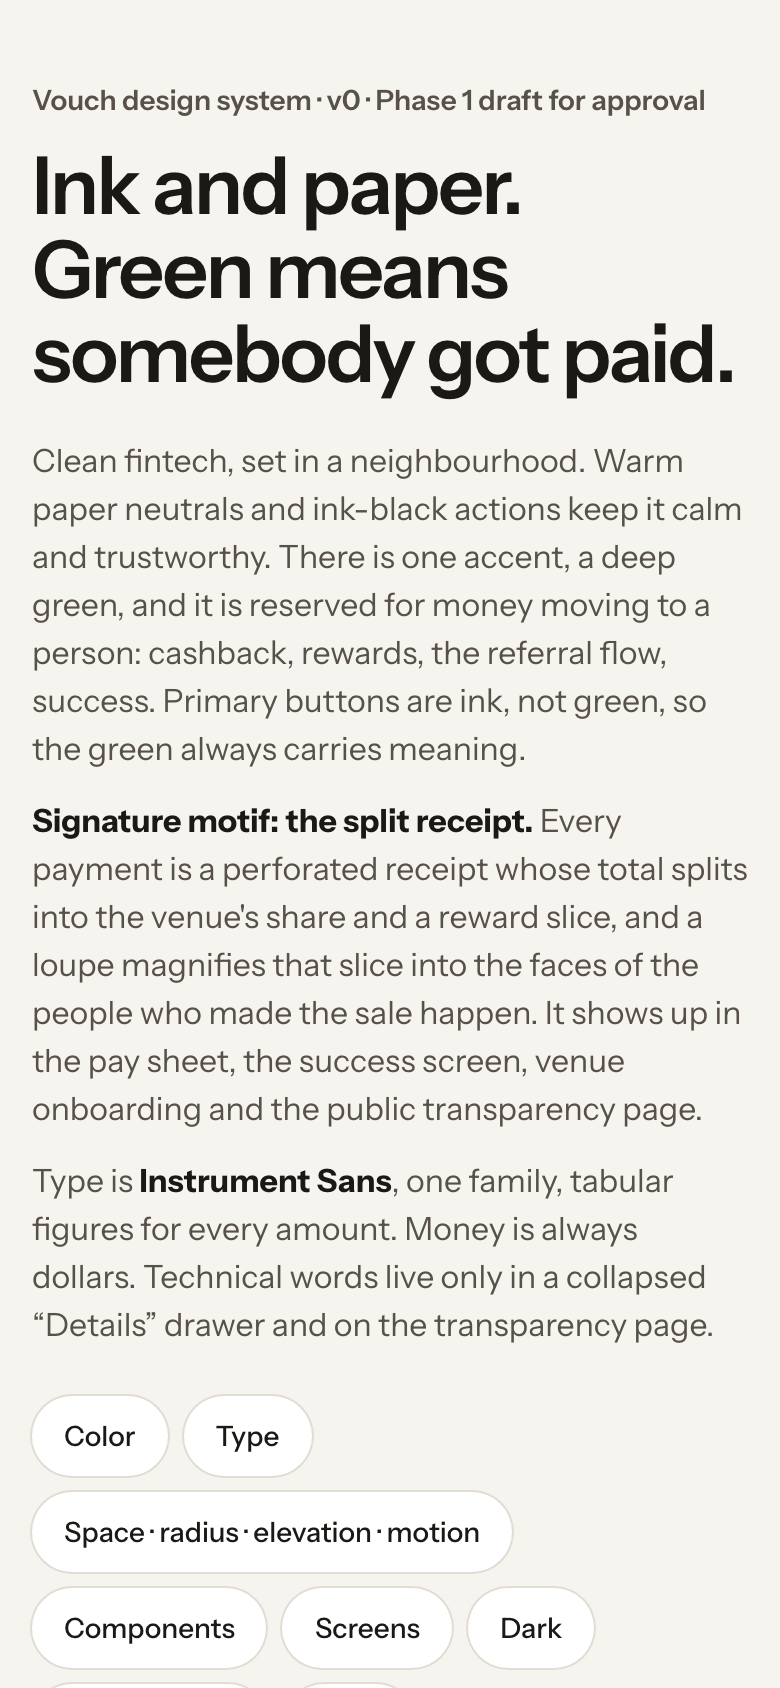 Vouch design system · v0 · Phase 1 draft for approval
Ink and paper.
Green means
somebody got paid.
Clean fintech, set in a neighbourhood. Warm
paper neutrals and ink-black actions keep it calm
and trustworthy. There is one accent, a deep
green, and it is reserved for money moving to a
person: cashback, rewards, the referral flow,
success. Primary buttons are ink, not green, so
the green always carries meaning.
Signature motif: the split receipt. Every
payment is a perforated receipt whose total splits
into the venue's share and a reward slice, and a
loupe magnifies that slice into the faces of the
people who made the sale happen. It shows up in
the pay sheet, the success screen, venue
onboarding and the public transparency page.
Type is Instrument Sans, one family, tabular
figures for every amount. Money is always
dollars. Technical words live only in a collapsed
“Details” drawer and on the transparency page.
Color
Type
Space · radius · elevation · motion
Components
Screens
Dark